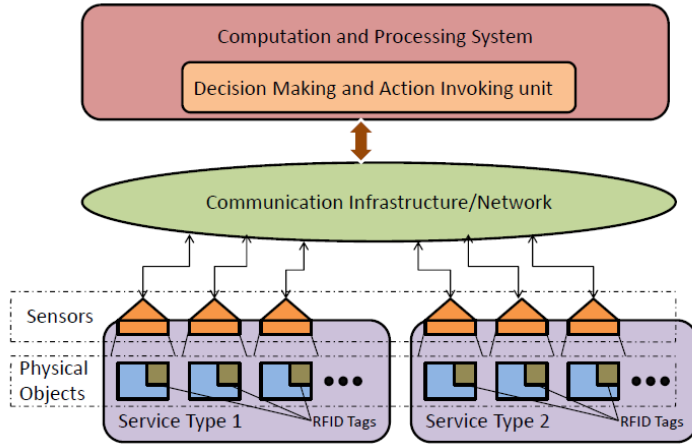 Computation and Processing System
Decision Making and Action Invoking unit
Communication Infrastructure/Network
Sensors
Physical
Objects
RFID Tags
RFID Tags
Service Type 1
Service Type 2